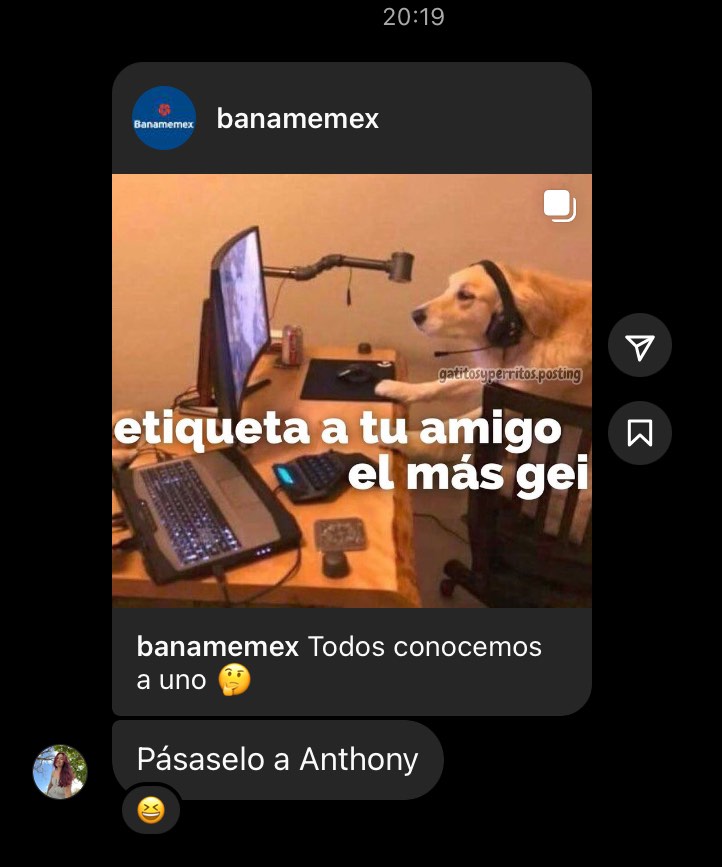 20:19
Banamemex
banamemex
gatitosyperritos.posting
etiqueta a tu amigo
el más gei
banamemex Todos conocemos
a uno 🤔
Pásaselo a Anthony
😆